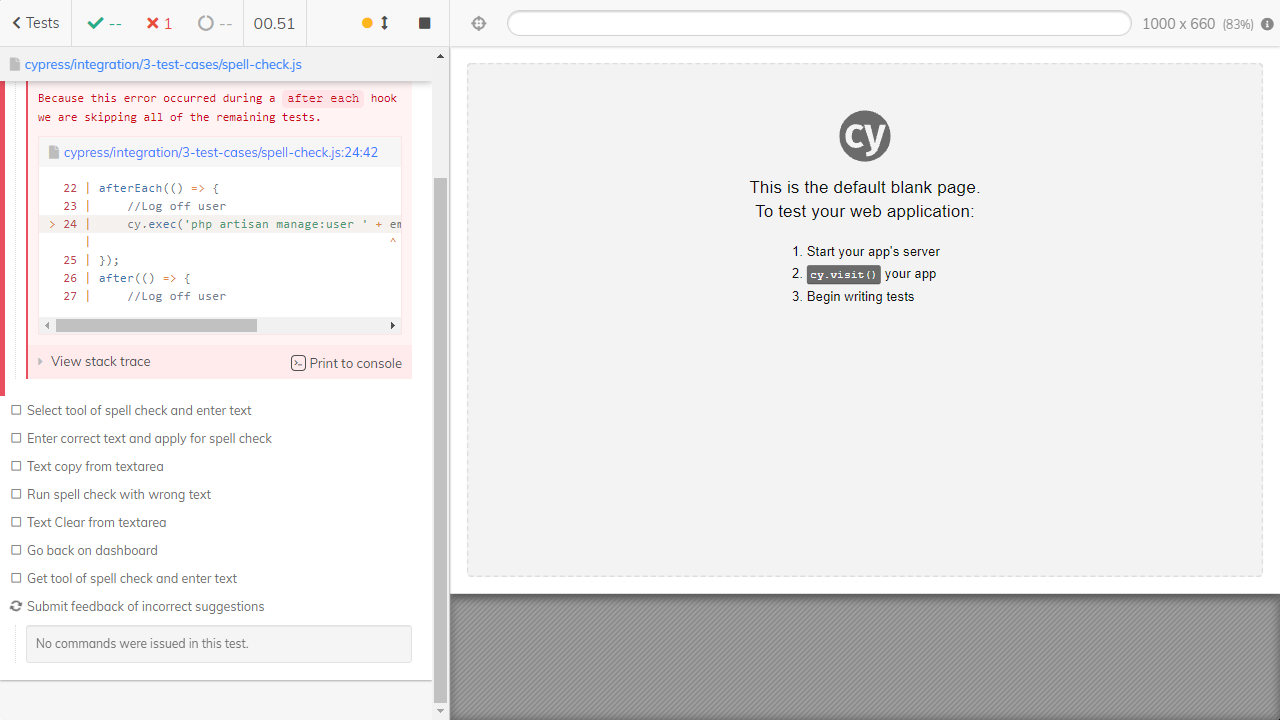 Tests
--
1
--
00.51
1000 x 660 (83%)
cypress/integration/3-test-cases/spell-check.js
Because this error occurred during a after each hook
we are skipping all of the remaining tests.
cypress/integration/3-test-cases/spell-check.js:24:42
22 | afterEach(() => {
23 |     //Log off user
> 24 |     cy.exec('php artisan manage:user ' + em
|                                          ^
25 | });
26 | after(() => {
27 |     //Log off user
View stack trace
Print to console
Select tool of spell check and enter text
Enter correct text and apply for spell check
Text copy from textarea
Run spell check with wrong text
Text Clear from textarea
Go back on dashboard
Get tool of spell check and enter text
Submit feedback of incorrect suggestions
No commands were issued in this test.
cy
This is the default blank page.
To test your web application:
1. Start your app's server
2. cy.visit() your app
3. Begin writing tests